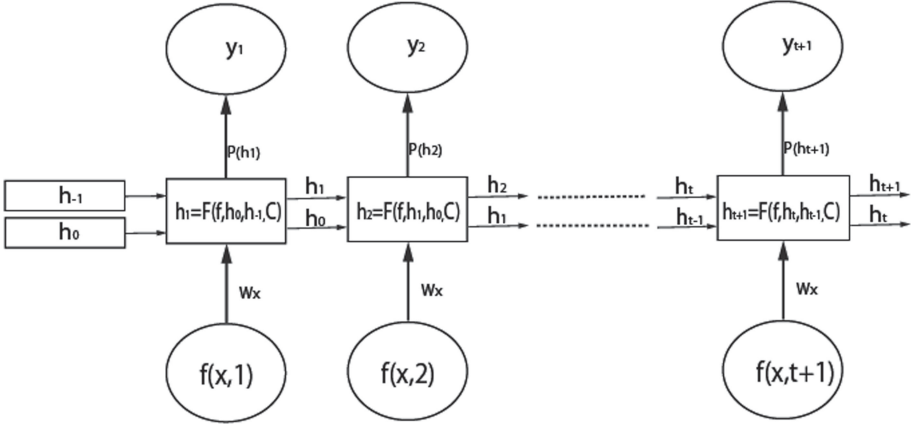 y1 y2 yt+1
P(h1) P(h2) P(ht+1)
h-1 h1 h2 ht ht+1
h1=F(f,h0,h-1,C) h2=F(f,h1,h0,C) ht+1=F(f,ht,ht-1,C)
h0 h0 h1 ht-1 ht
Wx Wx Wx
f(x,1) f(x,2) f(x,t+1)